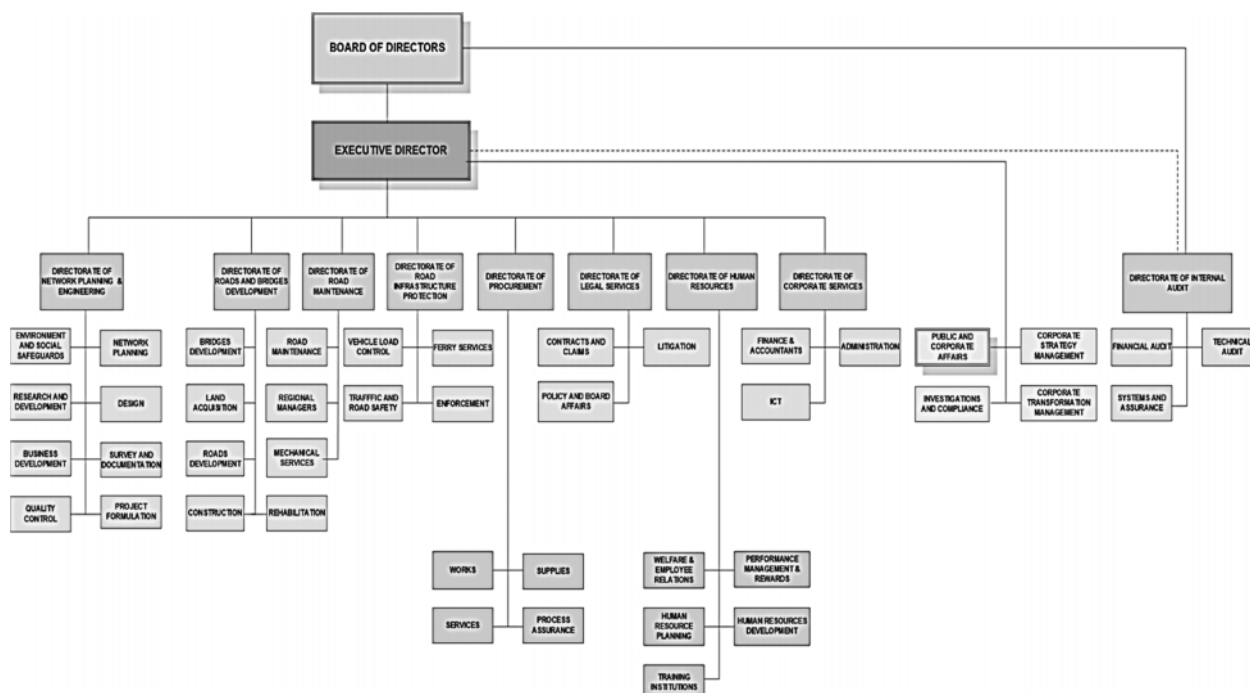 BOARD OF DIRECTORS
EXECUTIVE DIRECTOR
DIRECTORATE OF
NETWORK PLANNING &
ENGINEERING
DIRECTORATE OF
ROADS AND BRIDGES
DEVELOPMENT
DIRECTORATE OF
ROAD
MAINTENANCE
DIRECTORATE OF
ROAD
INFRASTRUCTURE
PROTECTION
DIRECTORATE OF
PROCUREMENT
DIRECTORATE OF
LEGAL SERVICES
DIRECTORATE OF HUMAN
RESOURCES
DIRECTORATE OF
CORPORATE SERVICES
DIRECTORATE OF INTERNAL
AUDIT
ENVIRONMENT
AND SOCIAL
SAFEGUARDS
NETWORK
PLANNING
RESEARCH AND
DEVELOPMENT
DESIGN
BUSINESS
DEVELOPMENT
SURVEY AND
DOCUMENTATION
QUALITY
CONTROL
PROJECT
FORMULATION
BRIDGES
DEVELOPMENT
LAND
ACQUISITION
ROADS
DEVELOPMENT
CONSTRUCTION
REHABILITATION
ROAD
MAINTENANCE
REGIONAL
MANAGERS
MECHANICAL
SERVICES
VEHICLE LOAD
CONTROL
FERRY SERVICES
TRAFFFIC AND
ROAD SAFETY
ENFORCEMENT
WORKS
SUPPLIES
SERVICES
PROCESS
ASSURANCE
CONTRACTS AND
CLAIMS
LITIGATION
POLICY AND BOARD
AFFAIRS
WELFARE &
EMPLOYEE
RELATIONS
PERFORMANCE
MANAGEMENT &
REWARDS
HUMAN
RESOURCE
PLANNING
HUMAN RESOURCES
DEVELOPMENT
TRAINING
INSTITUTIONS
FINANCE &
ACCOUNTANTS
ADMINISTRATION
ICT
PUBLIC AND
CORPORATE
AFFAIRS
CORPORATE
STRATEGY
MANAGEMENT
INVESTIGATIONS
AND COMPLIANCE
CORPORATE
TRANSFORMATION
MANAGEMENT
FINANCIAL AUDIT
TECHNICAL
AUDIT
SYSTEMS AND
ASSURANCE